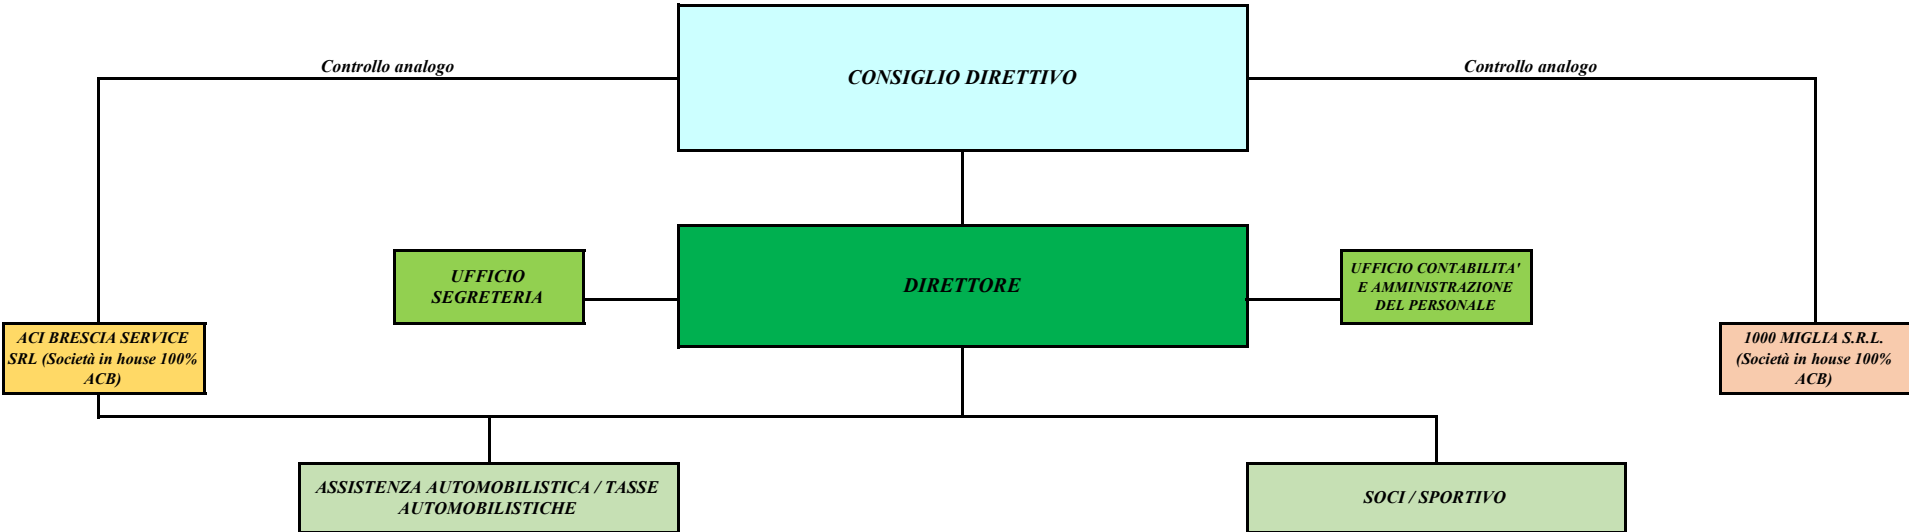 Controllo analogo
CONSIGLIO DIRETTIVO
Controllo analogo
UFFICIO
SEGRETERIA
DIRETTORE
UFFICIO CONTABILITA'
E AMMINISTRAZIONE
DEL PERSONALE
ACI BRESCIA SERVICE
SRL (Società in house 100%
ACB)
1000 MIGLIA S.R.L.
(Società in house 100%
ACB)
ASSISTENZA AUTOMOBILISTICA / TASSE
AUTOMOBILISTICHE
SOCI / SPORTIVO